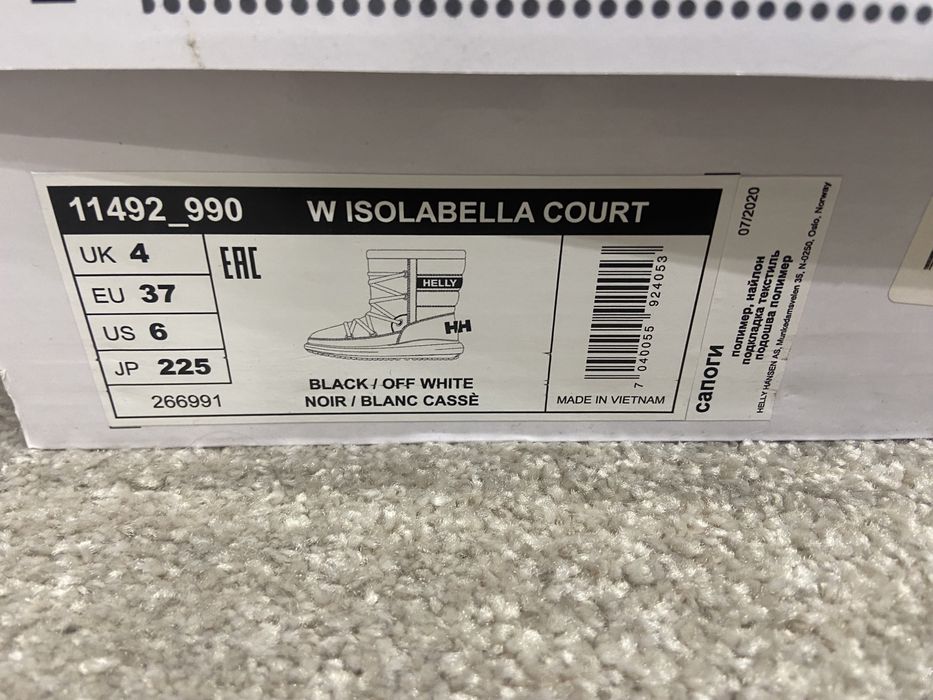 11492_990 W ISOLABELLA COURT
UK 4
EU 37
US 6
JP 225
266991
EAC
HELLY
HH
BLACK / OFF WHITE
NOIR / BLANC CASSÈ
7 040055 924053
MADE IN VIETNAM
сапоги
07/2020
полимер, найлон
подкладка текстиль
подошва полимер
HELLY HANSEN AS, Munkedamsveien 35, N-0250, Oslo, Norway